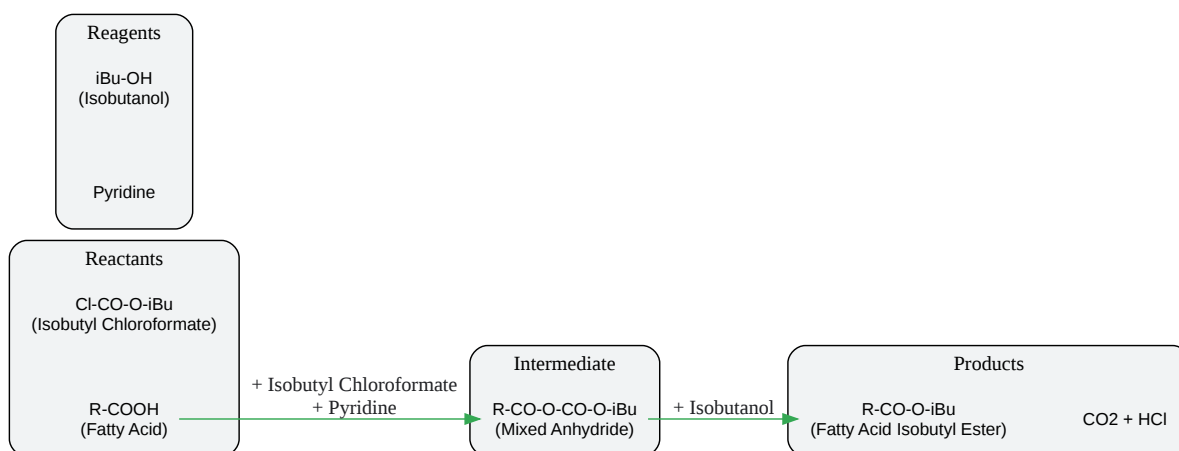 Reagents
iBu-OH
(Isobutanol)
Pyridine
Reactants
Cl-CO-O-iBu
(Isobutyl Chloroformate)
R-COOH
(Fatty Acid)
+ Isobutyl Chloroformate
+ Pyridine
Intermediate
R-CO-O-CO-O-iBu
(Mixed Anhydride)
+ Isobutanol
Products
R-CO-O-iBu
(Fatty Acid Isobutyl Ester)
CO2 + HCl